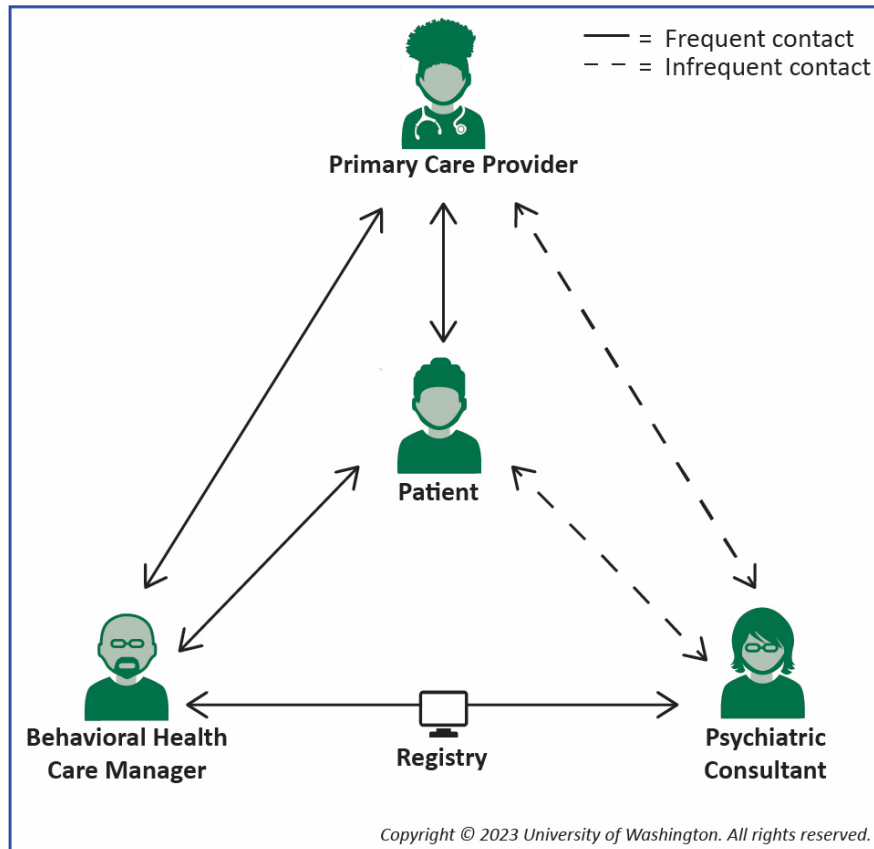 = Frequent contact
= Infrequent contact
Primary Care Provider
Patient
Behavioral Health
Care Manager
Registry
Psychiatric
Consultant
Copyright © 2023 University of Washington. All rights reserved.